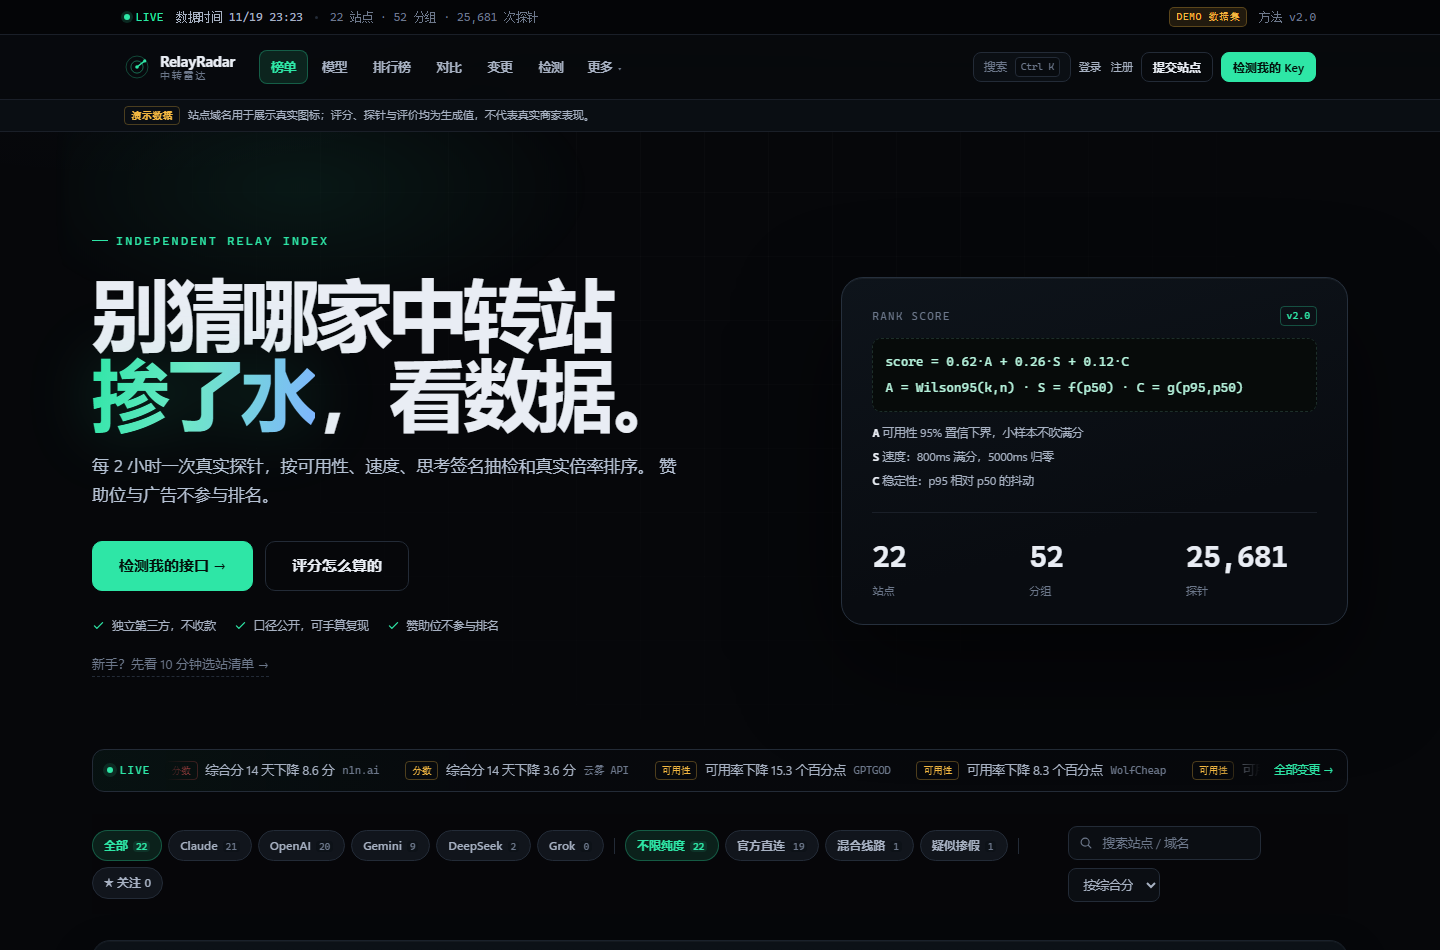 LIVE 数据时间 11/19 23:23 · 22 站点 · 52 分组 · 25,681 次探针
DEMO 数据集 方法 v2.0
RelayRadar
中转雷达
榜单 模型 排行榜 对比 变更 检测 更多
搜索 Ctrl K 登录 注册 提交站点 检测我的 Key
演示数据 站点域名用于展示真实图标；评分、探针与评价均为生成值，不代表真实商家表现。
INDEPENDENT RELAY INDEX
别猜哪家中转站
掺了水，看数据。
每 2 小时一次真实探针，按可用性、速度、思考签名抽检和真实倍率排序。 赞
助位与广告不参与排名。
检测我的接口 → 评分怎么算的
✓ 独立第三方，不收款 ✓ 口径公开，可手算复现 ✓ 赞助位不参与排名
新手？先看 10 分钟选站清单 →
RANK SCORE v2.0
score = 0.62·A + 0.26·S + 0.12·C
A = Wilson95(k,n) · S = f(p50) · C = g(p95,p50)
A 可用性 95% 置信下界，小样本不吹满分
S 速度：800ms 满分，5000ms 归零
C 稳定性：p95 相对 p50 的抖动
22 52 25,681
站点 分组 探针
LIVE 分数 综合分 14 天下降 8.6 分 n1n.ai 分数 综合分 14 天下降 3.6 分 云雾 API 可用性 可用率下降 15.3 个百分点 GPTGOD 可用性 可用率下降 8.3 个百分点 WolfCheap 可用性 全部变更 →
全部 22 Claude 21 OpenAI 20 Gemini 9 DeepSeek 2 Grok 0 不限纯度 22 官方直连 19 混合线路 1 疑似掺假 1
★ 关注 0
搜索站点 / 域名
按综合分